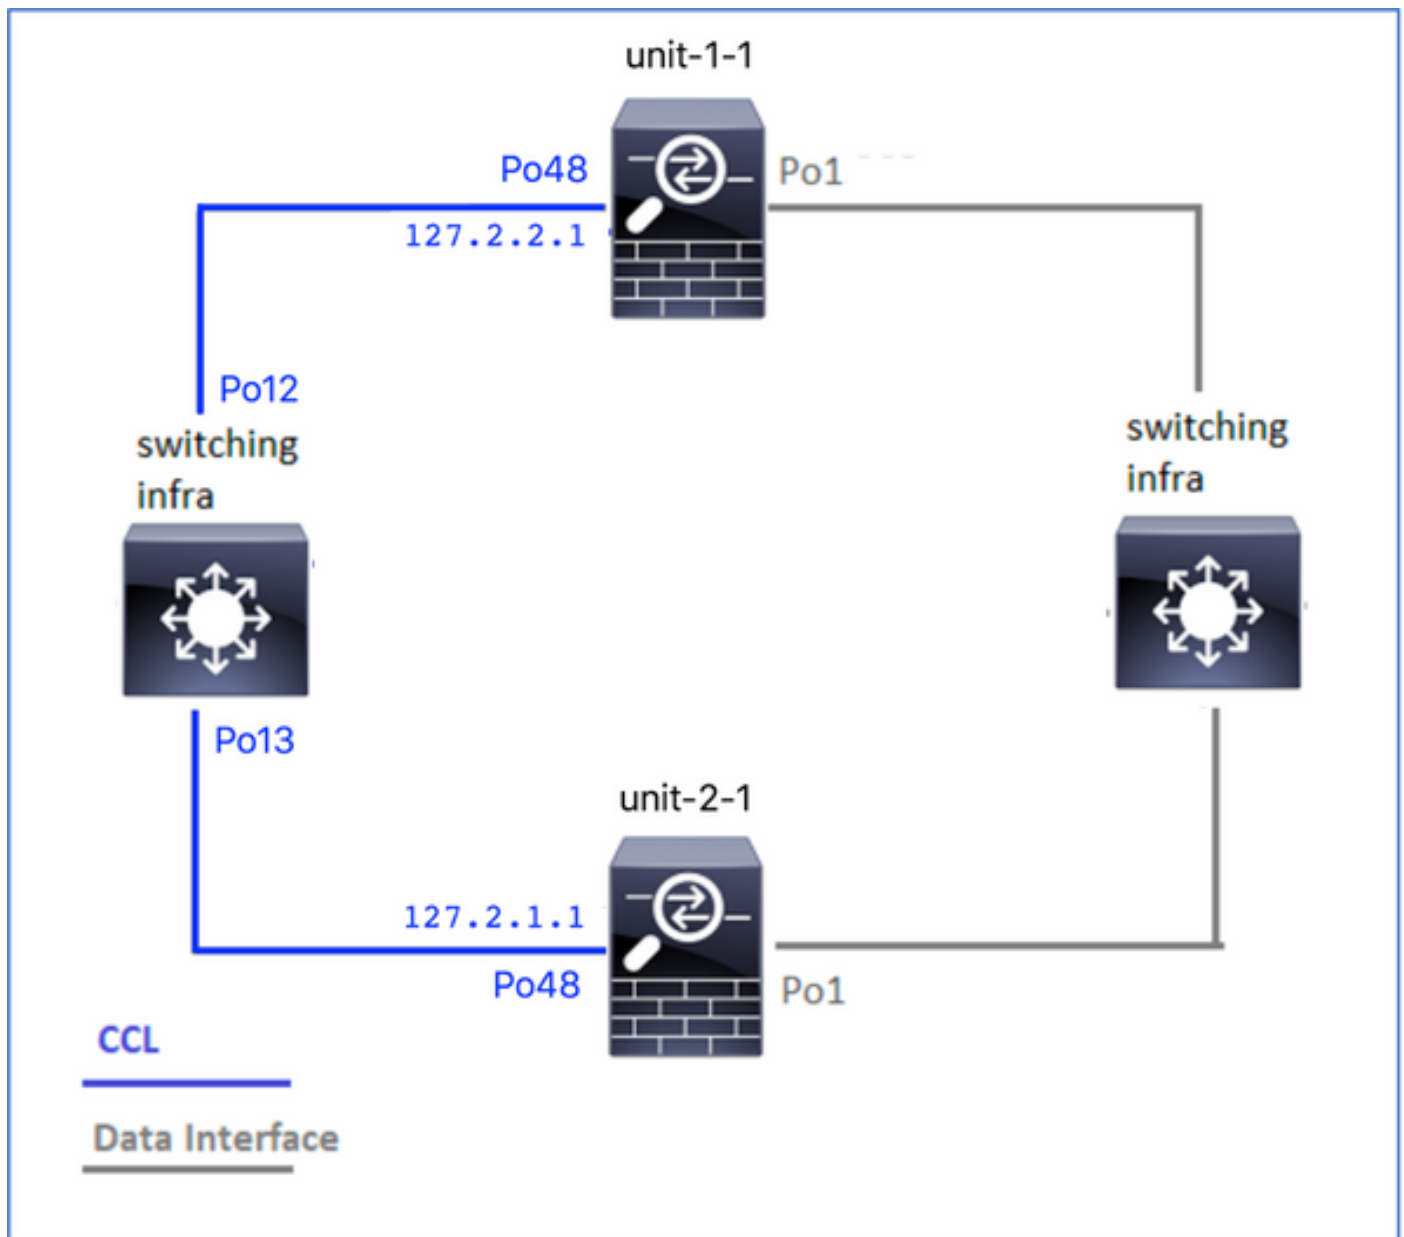 unit-1-1
Po48
Po1
127.2.2.1
Po12
switching
infra
switching
infra
Po13
unit-2-1
127.2.1.1
Po48
Po1
CCL
Data Interface